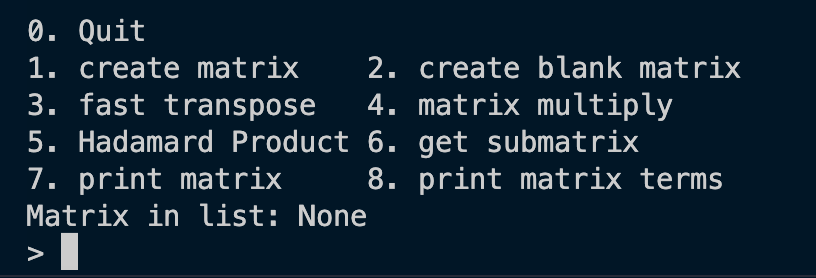 0. Quit
1. create matrix    2. create blank matrix
3. fast transpose   4. matrix multiply
5. Hadamard Product 6. get submatrix
7. print matrix     8. print matrix terms
Matrix in list: None
>